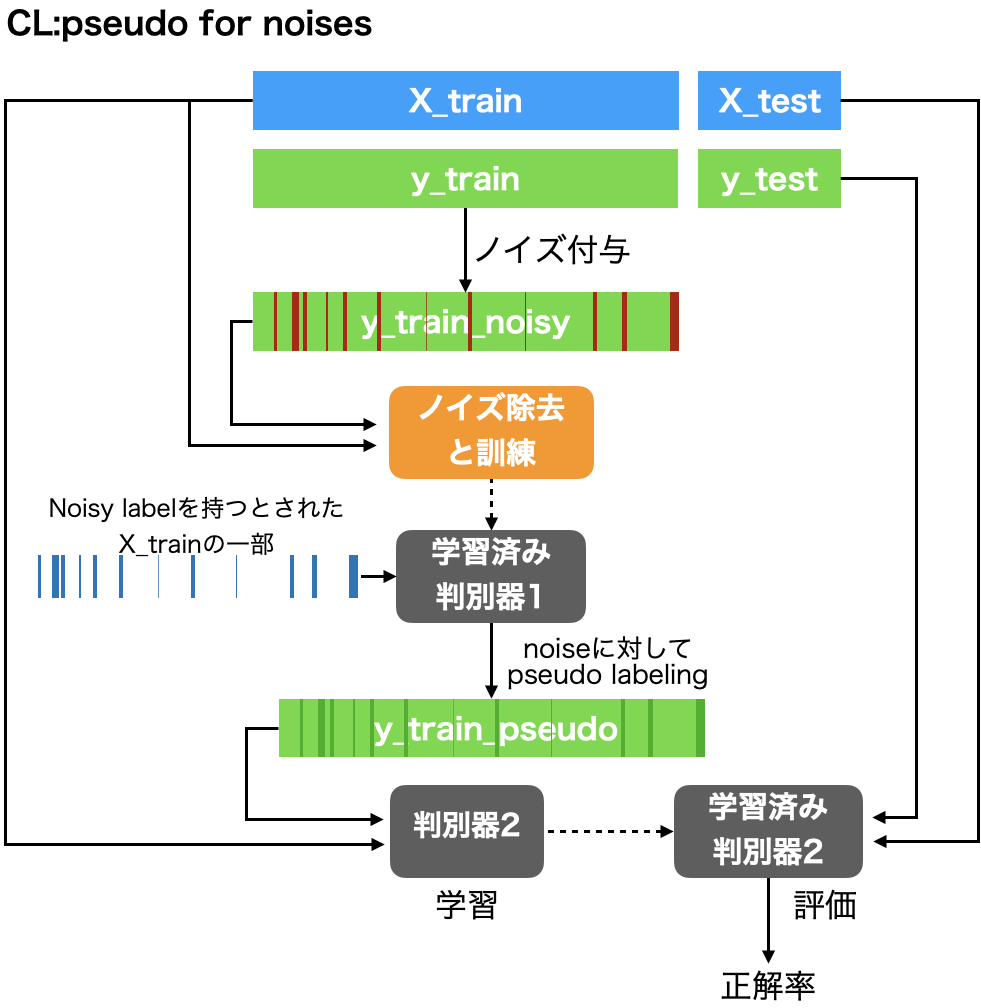 CL:pseudo for noises
X_train
X_test
y_train
y_test
ノイズ付与
y_train_noisy
ノイズ除去
と訓練
Noisy labelを持つとされた
X_trainの一部
学習済み
判別器1
noiseに対して
pseudo labeling
y_train_pseudo
判別器2
学習済み
判別器2
学習
評価
正解率